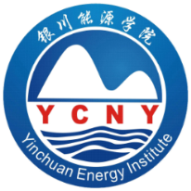 银川能源学院
YCNY
Yinchuan Energy Institute